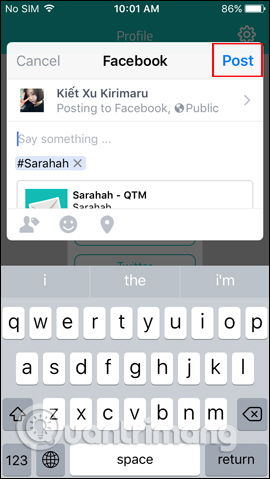 No SIM 10:01 AM 86%
Profile
Cancel Facebook Post
Kiết Xu Kirimaru
Posting to Facebook, Public
Say something ...
#Sarahah ×
Sarahah - QTM
Sarahah
Twitter
i the i'm
q w e r t y u i o p
a s d f g h j k l
z x c v b n m
Quantrimang
123 space return